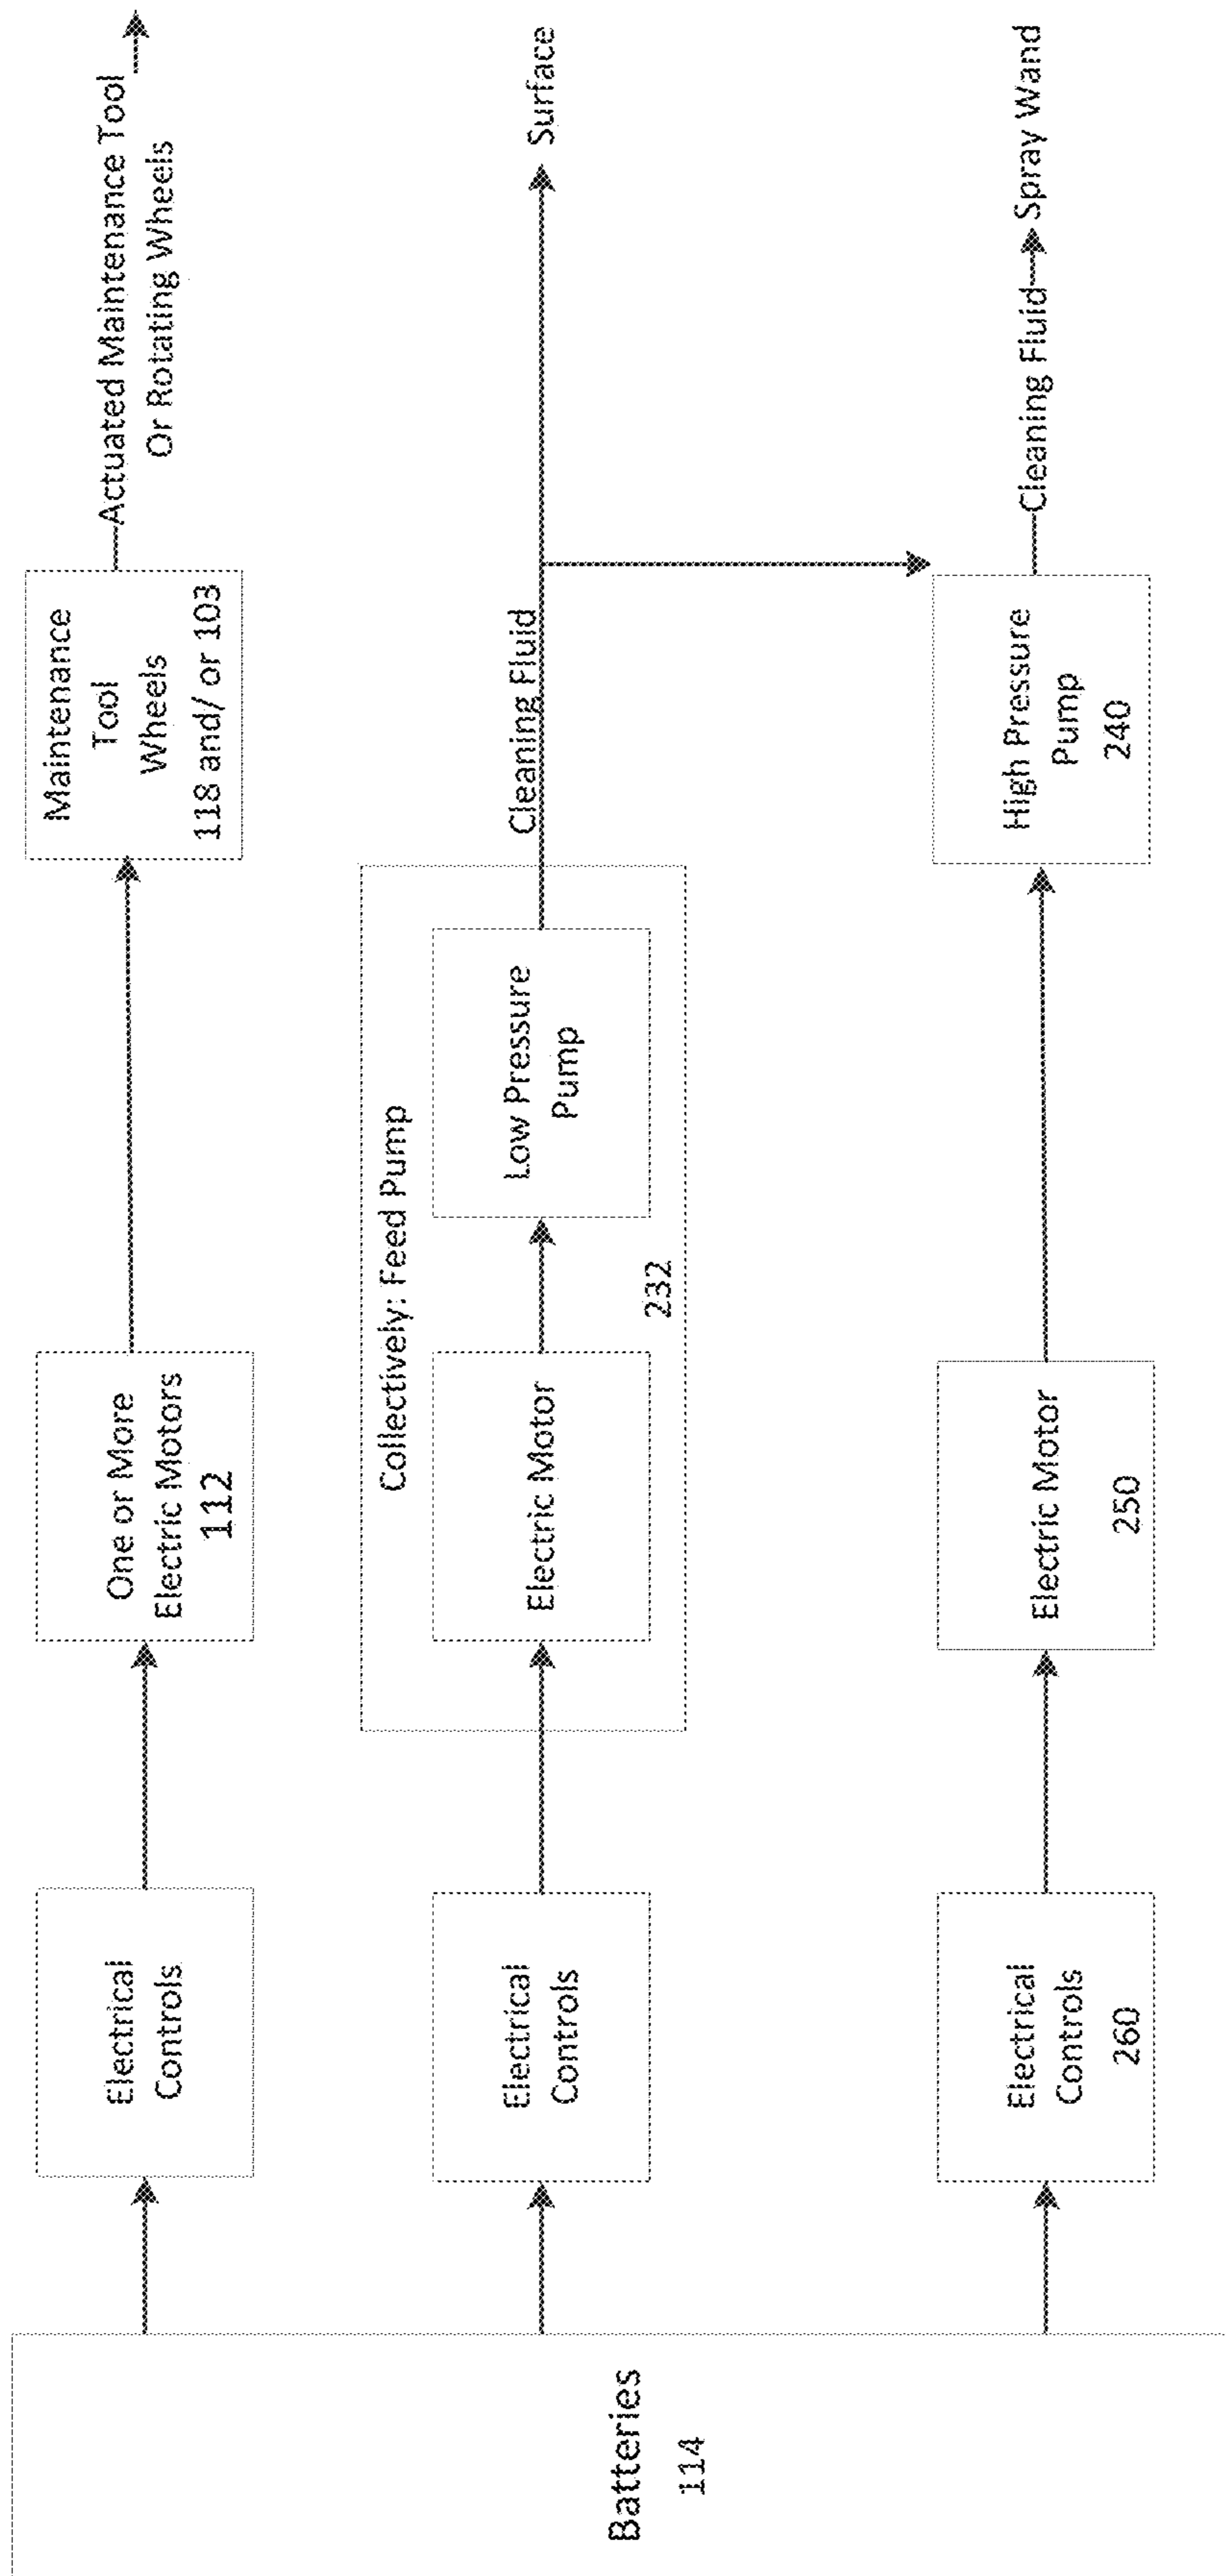 Batteries
114
Electrical
Controls
One or More
Electric Motors
112
Maintenance
Tool
Wheels
118 and/ or 103
Actuated Maintenance Tool
Or Rotating Wheels
Electrical
Controls
Collectively: Feed Pump
Electric Motor
Low Pressure
Pump
232
Cleaning Fluid
Surface
Electrical
Controls
260
Electric Motor
250
High Pressure
Pump
240
Cleaning Fluid
Spray Wand